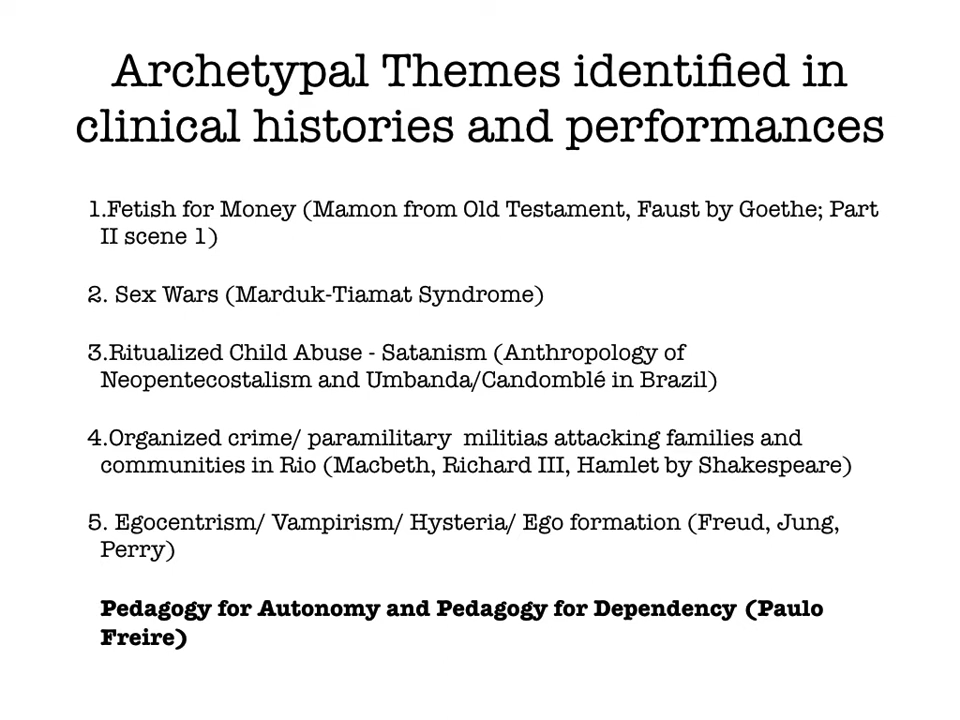 Archetypal Themes identified in
clinical histories and performances
1.Fetish for Money (Mamon from Old Testament, Faust by Goethe; Part
II scene 1)
2. Sex Wars (Marduk-Tiamat Syndrome)
3.Ritualized Child Abuse - Satanism (Anthropology of
Neopentecostalism and Umbanda/Candomblé in Brazil)
4.Organized crime/ paramilitary  militias attacking families and
communities in Rio (Macbeth, Richard III, Hamlet by Shakespeare)
5. Egocentrism/ Vampirism/ Hysteria/ Ego formation (Freud, Jung,
Perry)
Pedagogy for Autonomy and Pedagogy for Dependency (Paulo
Freire)